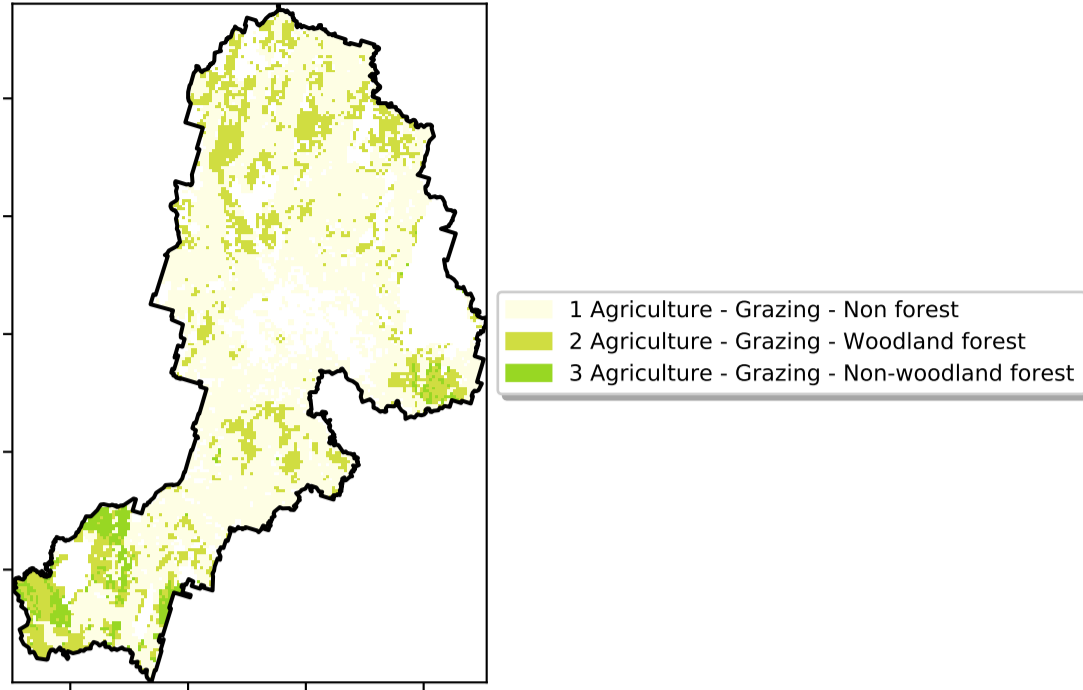 1 Agriculture - Grazing - Non forest
2 Agriculture - Grazing - Woodland forest
3 Agriculture - Grazing - Non-woodland forest